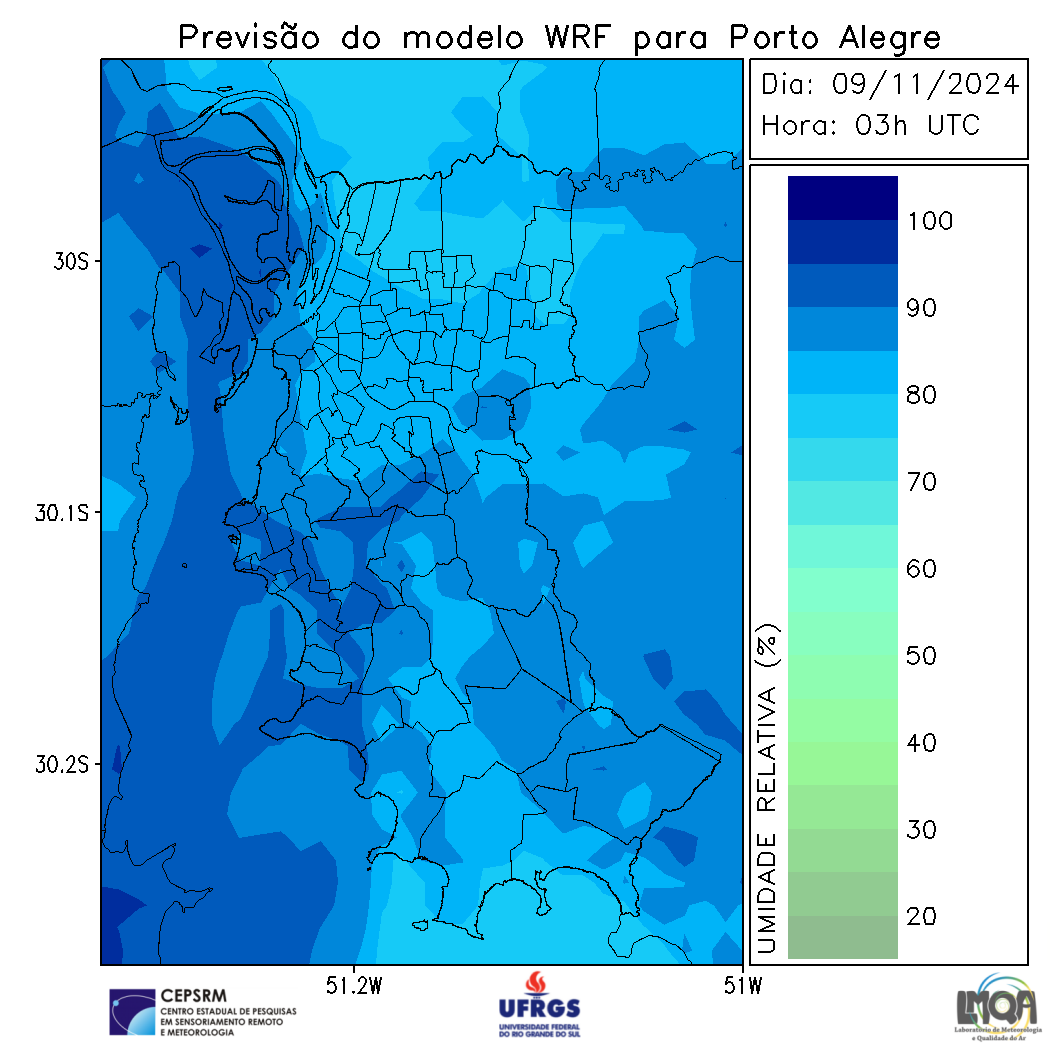 Previsão do modelo WRF para Porto Alegre
Dia: 09/11/2024
Hora: 03h UTC
100
90
80
70
60
50
40
30
20
UMIDADE RELATIVA (%)
30S
30.1S
30.2S
51.2W
51W
CEPSRM
CENTRO ESTADUAL DE PESQUISAS
EM SENSORIAMENTO REMOTO
E METEOROLOGIA
UFRGS
UNIVERSIDADE FEDERAL
DO RIO GRANDE DO SUL
LMQA
Laboratório de Meteorologia
e Qualidade do Ar